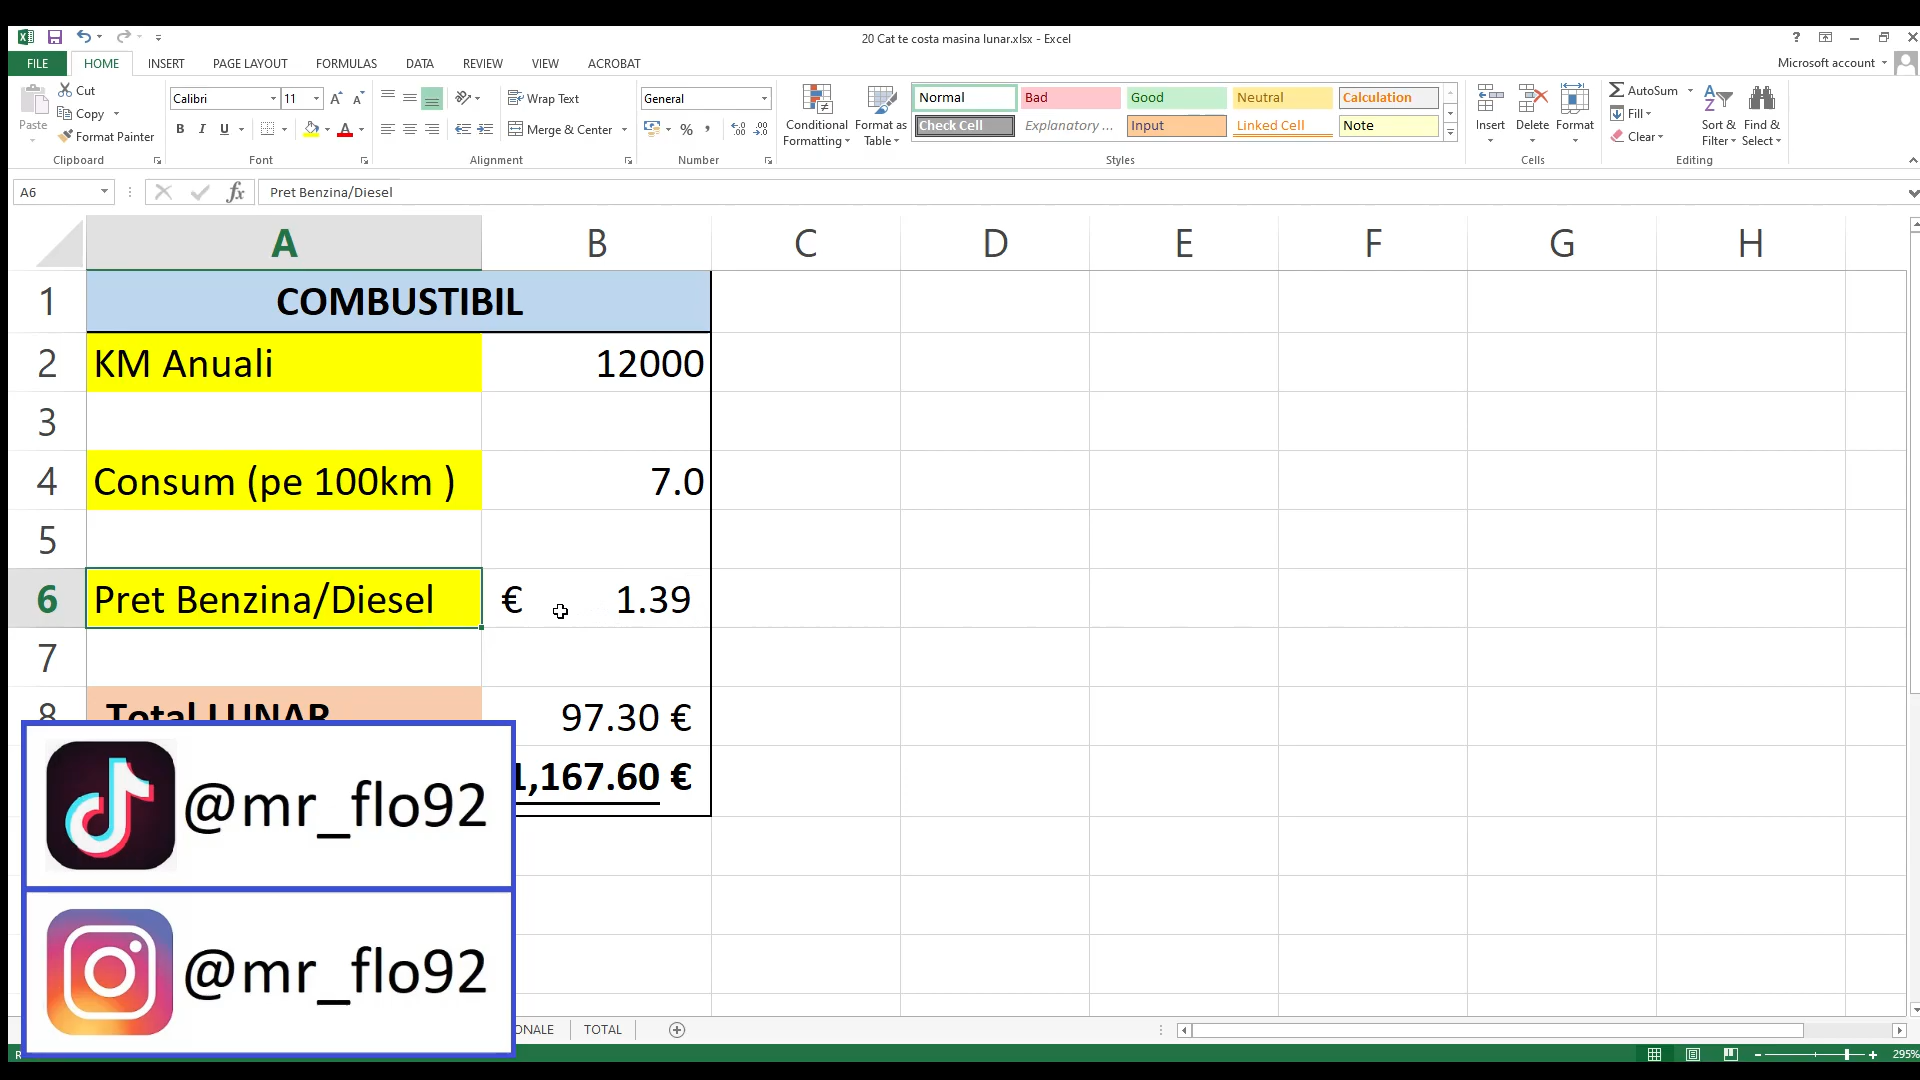 20 Cat te costa masina lunar.xlsx - Excel
FILE HOME INSERT PAGE LAYOUT FORMULAS DATA REVIEW VIEW ACROBAT Microsoft account
Paste Cut Copy Format Painter
Clipboard
Calibri 11
B I U A
Font
Wrap Text
Merge & Center
Alignment
General
%
Number
Conditional Formatting
Format as Table
Normal Bad Good Neutral Calculation
Check Cell Explanatory ... Input Linked Cell Note
Styles
Insert Delete Format
Cells
AutoSum
Fill
Clear
Sort & Filter
Find & Select
Editing
A6 fx Pret Benzina/Diesel
A B C D E F G H
1 COMBUSTIBIL
2 KM Anuali 12000
3
4 Consum (pe 100km ) 7.0
5
6 Pret Benzina/Diesel € 1.39
7
8 Total LUNAR 97.30 €
1,167.60 €
@mr_flo92
@mr_flo92
ONALE TOTAL
295%